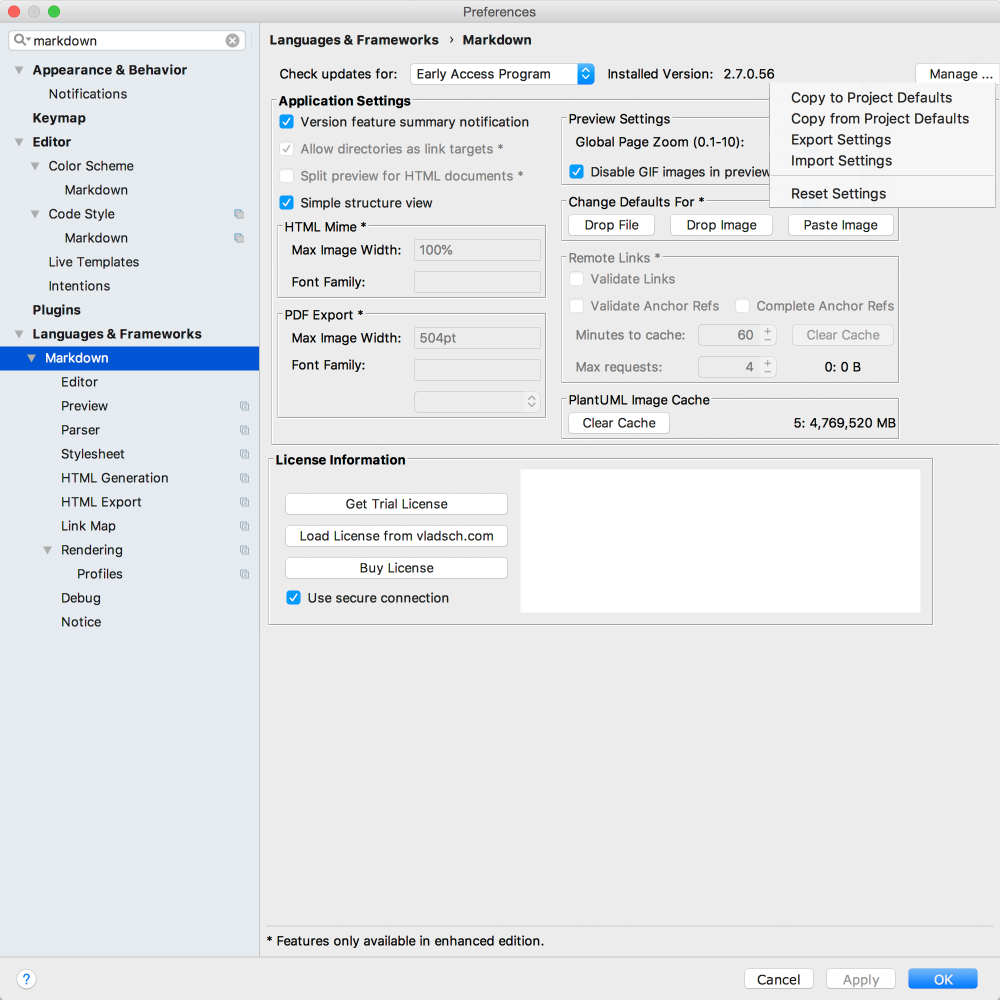 Preferences
markdown
Appearance & Behavior
Notifications
Keymap
Editor
Color Scheme
Markdown
Code Style
Markdown
Live Templates
Intentions
Plugins
Languages & Frameworks
Markdown
Editor
Preview
Parser
Stylesheet
HTML Generation
HTML Export
Link Map
Rendering
Profiles
Debug
Notice
Languages & Frameworks › Markdown
Check updates for: Early Access Program Installed Version: 2.7.0.56 Manage ...
Copy to Project Defaults
Copy from Project Defaults
Export Settings
Import Settings
Reset Settings
Application Settings
Version feature summary notification
Allow directories as link targets *
Split preview for HTML documents *
Simple structure view
HTML Mime *
Max Image Width: 100%
Font Family:
PDF Export *
Max Image Width: 504pt
Font Family:
Preview Settings
Global Page Zoom (0.1-10):
Disable GIF images in preview
Change Defaults For *
Drop File Drop Image Paste Image
Remote Links *
Validate Links
Validate Anchor Refs Complete Anchor Refs
Minutes to cache: 60 Clear Cache
Max requests: 4 0: 0 B
PlantUML Image Cache
Clear Cache 5: 4,769,520 MB
License Information
Get Trial License
Load License from vladsch.com
Buy License
Use secure connection
* Features only available in enhanced edition.
? Cancel Apply OK